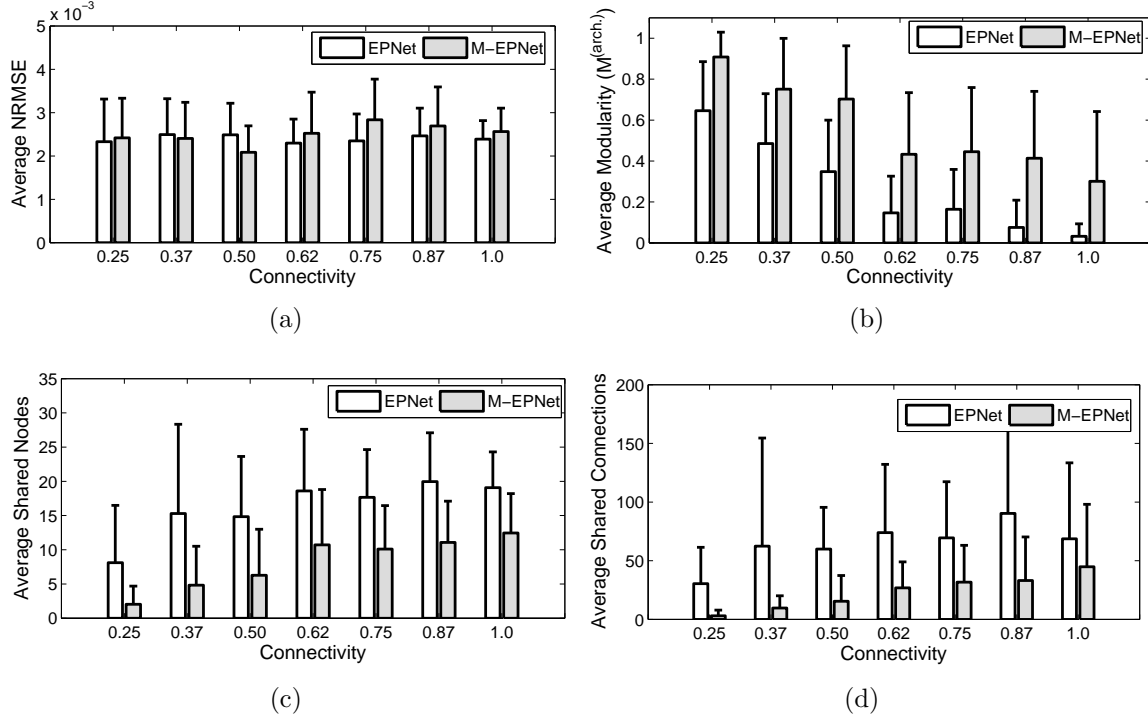 x 10−3
5
4
3
2
1
0
Average NRMSE
EPNet M−EPNet
0.25 0.37 0.50 0.62 0.75 0.87 1.0
Connectivity
(a)
1
0.8
0.6
0.4
0.2
0
Average Modularity (M(arch.)
EPNet M−EPNet
0.25 0.37 0.50 0.62 0.75 0.87 1.0
Connectivity
(b)
35
30
25
20
15
10
5
0
Average Shared Nodes
EPNet M−EPNet
0.25 0.37 0.50 0.62 0.75 0.87 1.0
Connectivity
(c)
200
150
100
50
0
Average Shared Connections
EPNet M−EPNet
0.25 0.37 0.50 0.62 0.75 0.87 1.0
Connectivity
(d)